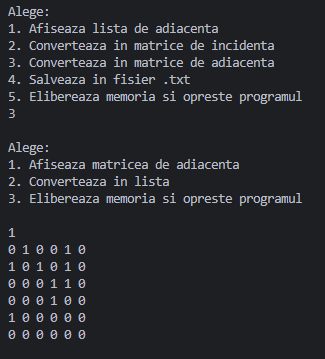 Alege:
1. Afiseaza lista de adiacenta
2. Converteaza in matrice de incidenta
3. Converteaza in matrice de adiacenta
4. Salveaza in fisier .txt
5. Elibereaza memoria si opreste programul
3

Alege:
1. Afiseaza matricea de adiacenta
2. Converteaza in lista
3. Elibereaza memoria si opreste programul

1
0 1 0 0 1 0
1 0 1 0 1 0
0 0 0 1 1 0
0 0 0 1 0 0
1 0 0 0 0 0
0 0 0 0 0 0